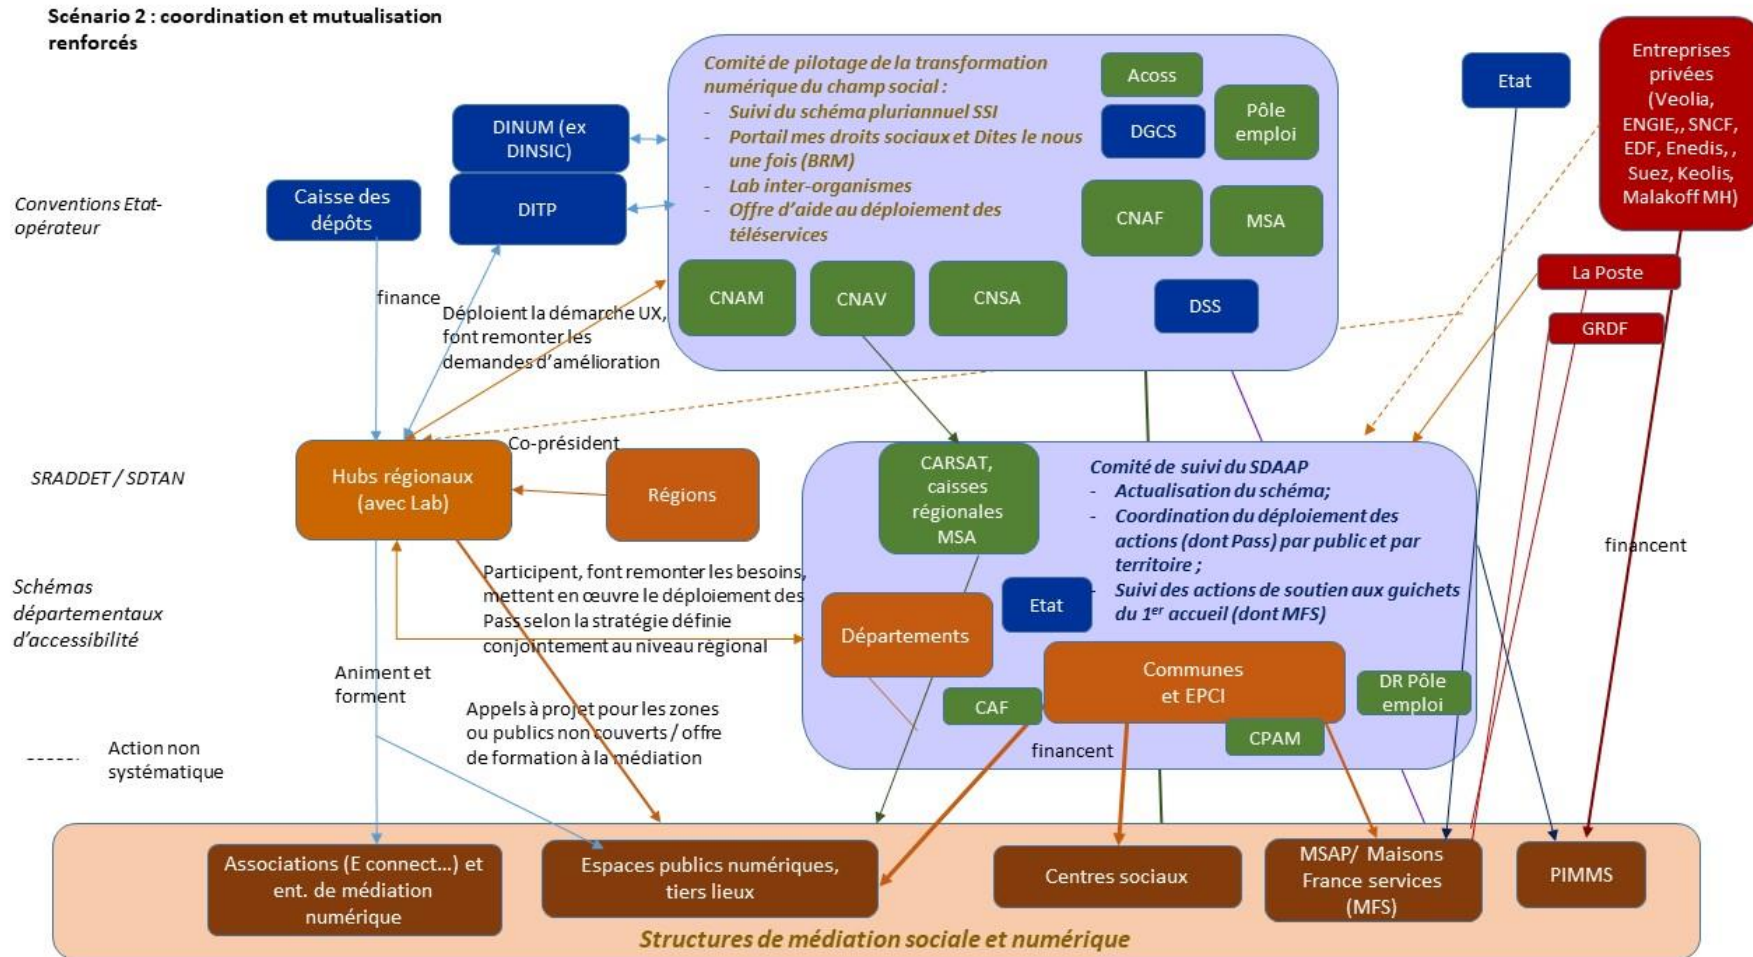 Scénario 2 : coordination et mutualisation
renforcés
Comité de pilotage de la transformation
numérique du champ social :
- Suivi du schéma pluriannuel SSI
- Portail mes droits sociaux et Dites le nous
une fois (BRM)
- Lab inter-organismes
- Offre d'aide au déploiement des
téléservices
Acoss
DGCS
Pôle
emploi
CNAF
MSA
CNAM
CNAV
CNSA
DSS
Etat
Entreprises
privées
(Veolia,
ENGIE,, SNCF,
EDF, Enedis, ,
Suez, Keolis,
Malakoff MH)
DINUM (ex
DINSIC)
DITP
Caisse des
dépôts
Conventions Etat-
opérateur
La Poste
GRDF
finance
Déploient la démarche UX,
font remonter les
demandes d'amélioration
Co-président
SRADDET / SDTAN
Hubs régionaux
(avec Lab)
Régions
CARSAT,
caisses
régionales
MSA
Comité de suivi du SDAAP
- Actualisation du schéma;
- Coordination du déploiement des
actions (dont Pass) par public et par
territoire ;
- Suivi des actions de soutien aux guichets
du 1er accueil (dont MFS)
financent
Schémas
départementaux
d'accessibilité
Participent, font remonter les besoins,
mettent en œuvre le déploiement des
Pass selon la stratégie définie
conjointement au niveau régional
Etat
Départements
Communes
et EPCI
DR Pôle
emploi
CAF
CPAM
financent
Animent et
forment
Appels à projet pour les zones
ou publics non couverts / offre
de formation à la médiation
----- Action non
systématique
Associations (E connect...) et
ent. de médiation
numérique
Espaces publics numériques,
tiers lieux
Centres sociaux
MSAP/ Maisons
France services
(MFS)
PIMMS
Structures de médiation sociale et numérique